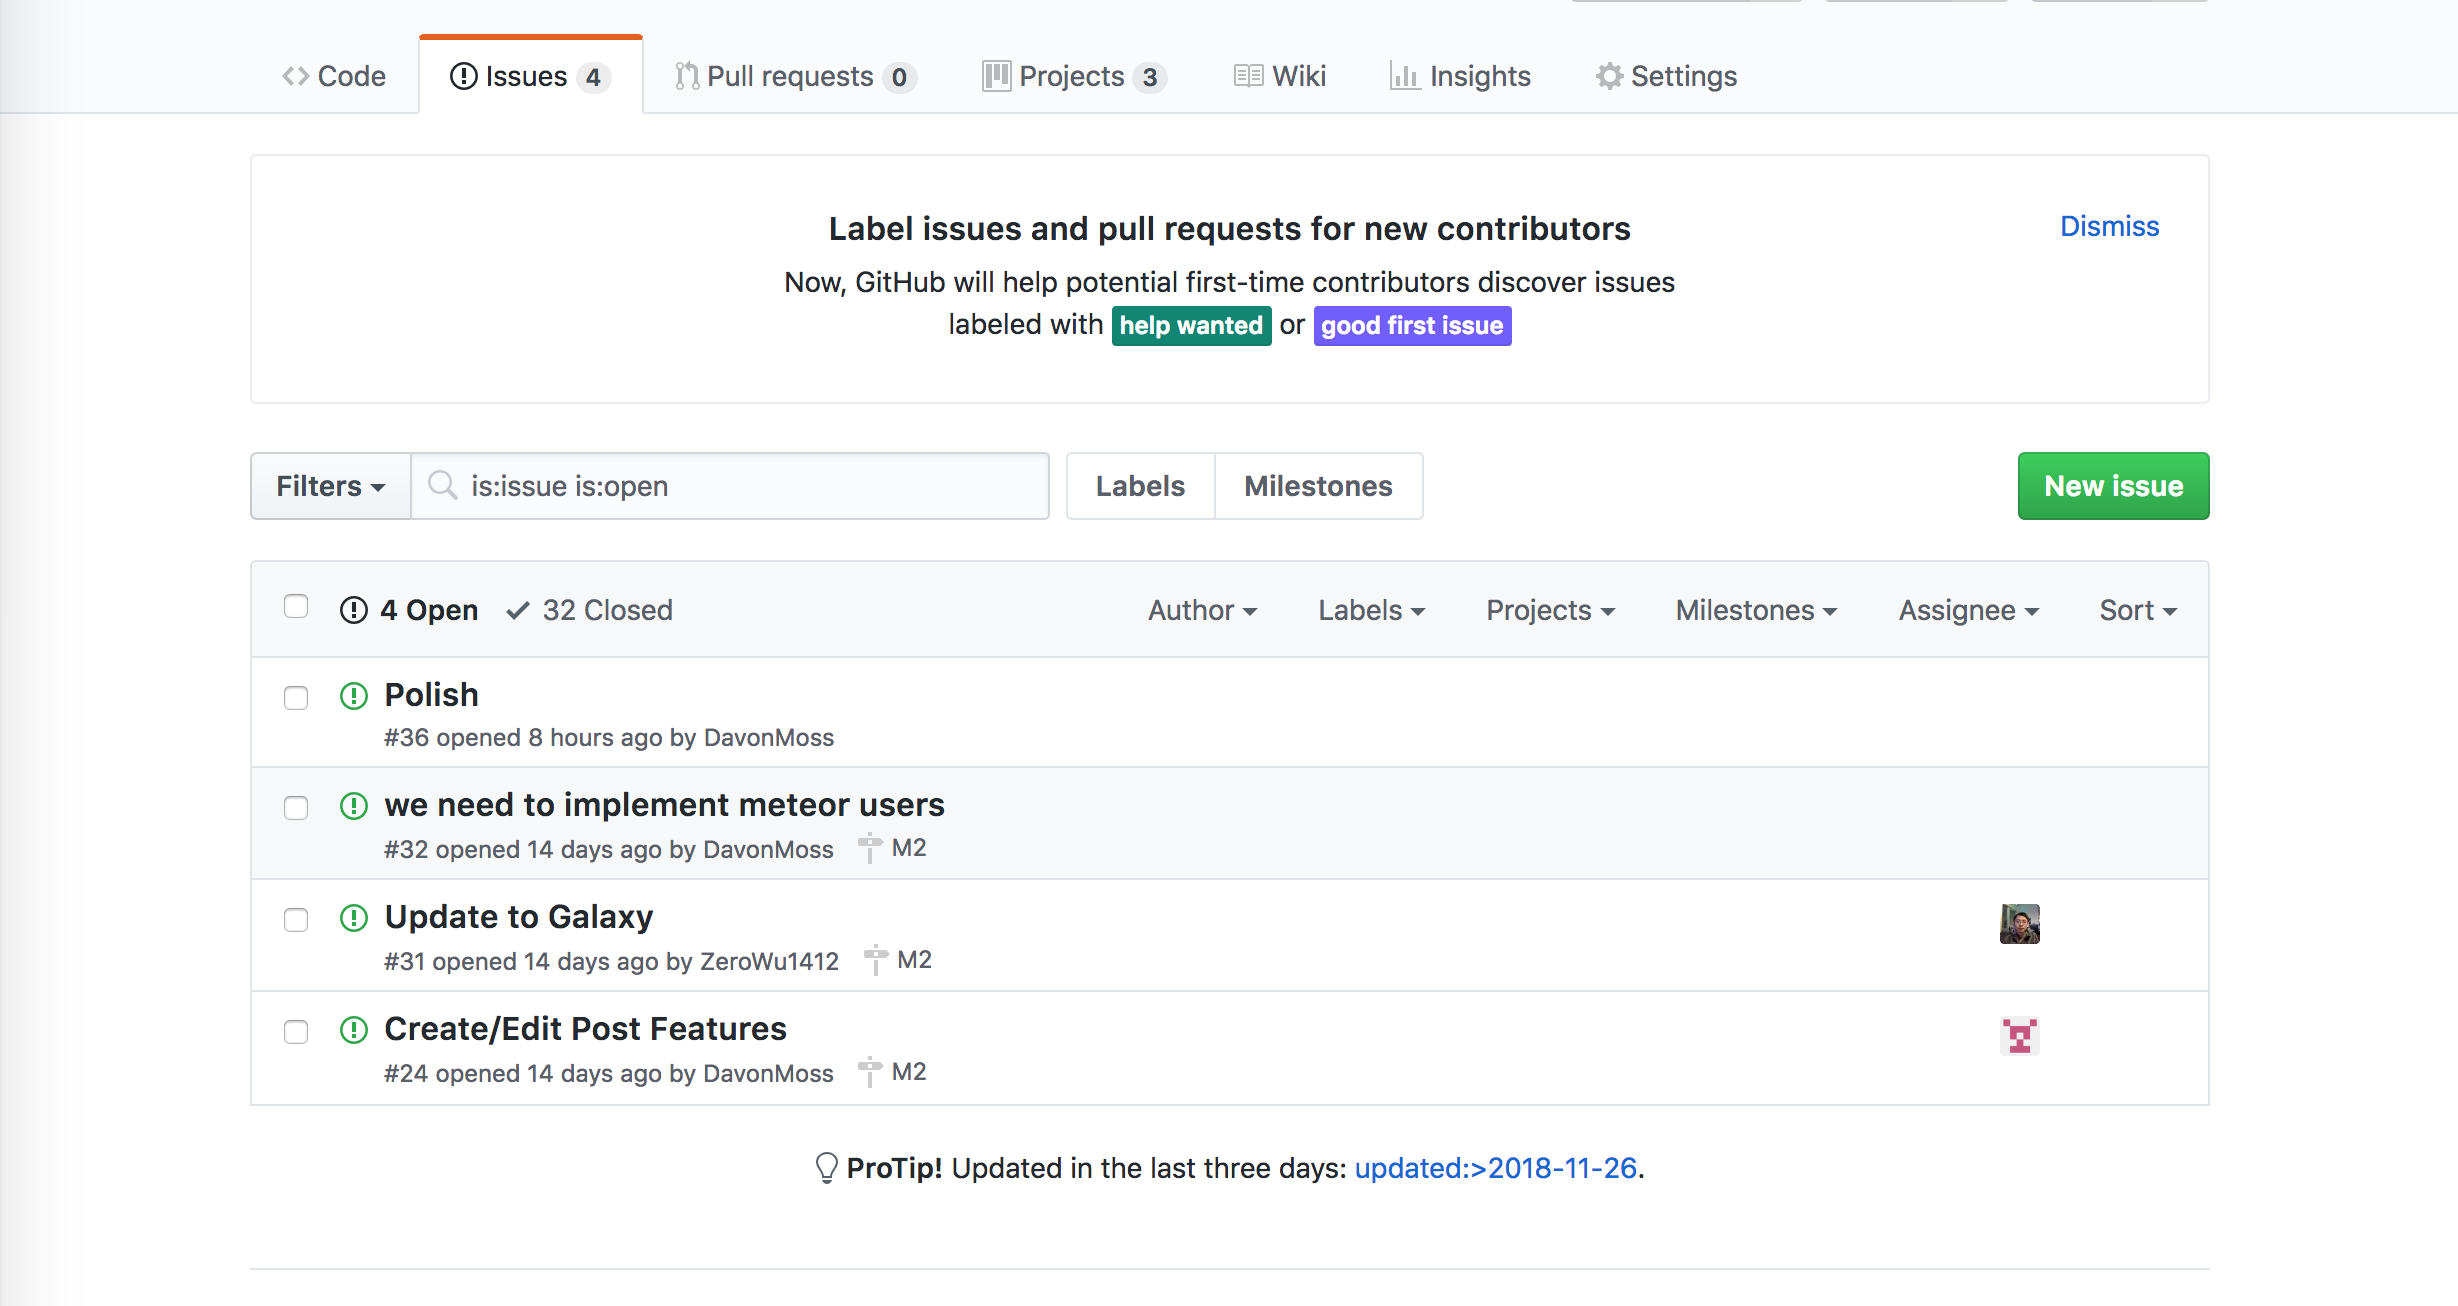 Code Issues 4 Pull requests 0 Projects 3 Wiki Insights Settings
Label issues and pull requests for new contributors
Dismiss
Now, GitHub will help potential first-time contributors discover issues
labeled with help wanted or good first issue
Filters is:issue is:open Labels Milestones New issue
4 Open 32 Closed Author Labels Projects Milestones Assignee Sort
Polish
#36 opened 8 hours ago by DavonMoss
we need to implement meteor users
#32 opened 14 days ago by DavonMoss M2
Update to Galaxy
#31 opened 14 days ago by ZeroWu1412 M2
Create/Edit Post Features
#24 opened 14 days ago by DavonMoss M2
ProTip! Updated in the last three days: updated:>2018-11-26.